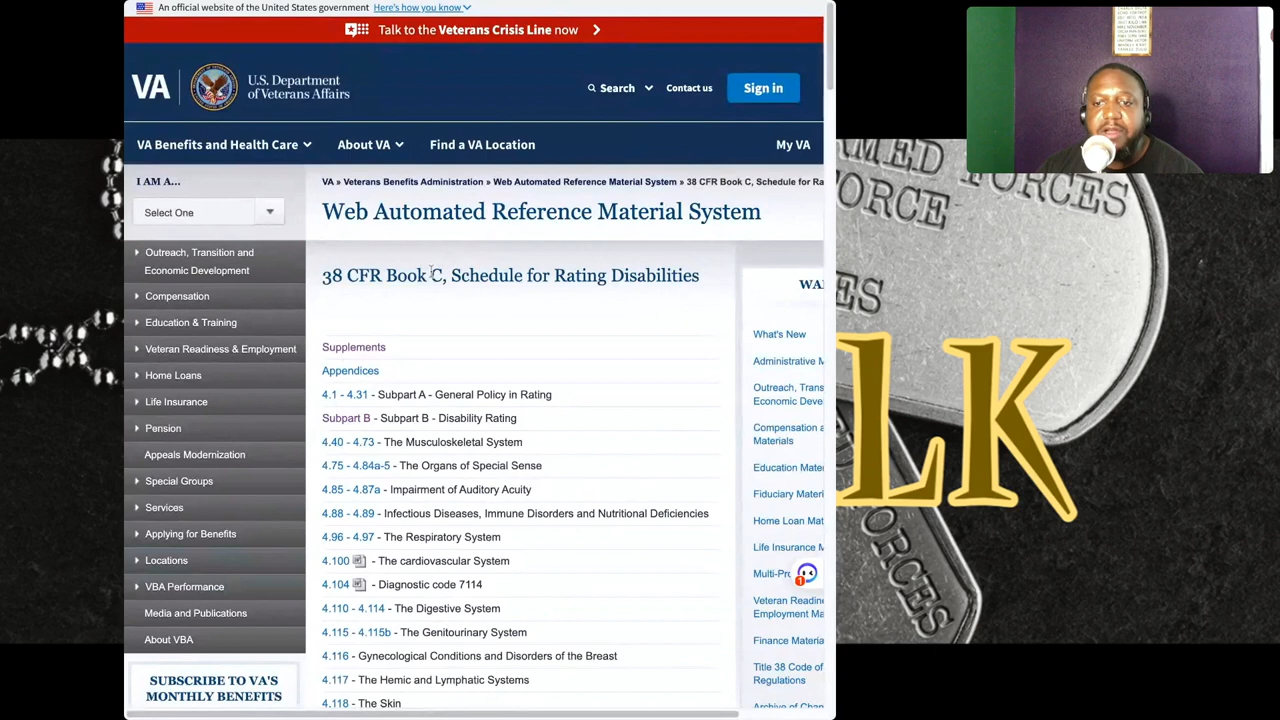 An official website of the United States government Here's how you know
Talk to the Veterans Crisis Line now
VA
U.S. Department
of Veterans Affairs
Search
Contact us
Sign in
VA Benefits and Health Care
About VA
Find a VA Location
My VA
I AM A...
Select One
VA » Veterans Benefits Administration » Web Automated Reference Material System » 38 CFR Book C, Schedule for Ra
Web Automated Reference Material System
Outreach, Transition and
Economic Development
Compensation
Education & Training
Veteran Readiness & Employment
Home Loans
Life Insurance
Pension
Appeals Modernization
Special Groups
Services
Applying for Benefits
Locations
VBA Performance
Media and Publications
About VBA
SUBSCRIBE TO VA'S
MONTHLY BENEFITS
38 CFR Book C, Schedule for Rating Disabilities
Supplements
Appendices
4.1 - 4.31 - Subpart A - General Policy in Rating
Subpart B - Subpart B - Disability Rating
4.40 - 4.73 - The Musculoskeletal System
4.75 - 4.84a-5 - The Organs of Special Sense
4.85 - 4.87a - Impairment of Auditory Acuity
4.88 - 4.89 - Infectious Diseases, Immune Disorders and Nutritional Deficiencies
4.96 - 4.97 - The Respiratory System
4.100 - The cardiovascular System
4.104 - Diagnostic code 7114
4.110 - 4.114 - The Digestive System
4.115 - 4.115b - The Genitourinary System
4.116 - Gynecological Conditions and Disorders of the Breast
4.117 - The Hemic and Lymphatic Systems
4.118 - The Skin
WA
What's New
Administrative M
Outreach, Trans
Economic Deve
Compensation a
Materials
Education Mate
Fiduciary Materi
Home Loan Mat
Life Insurance M
Multi-Pro
1
Veteran Readine
Employment Ma
Finance Materia
Title 38 Code of
Regulations
Archive of Chan
RMED FORCES
ORCE
CES
ES
LK
ORCES